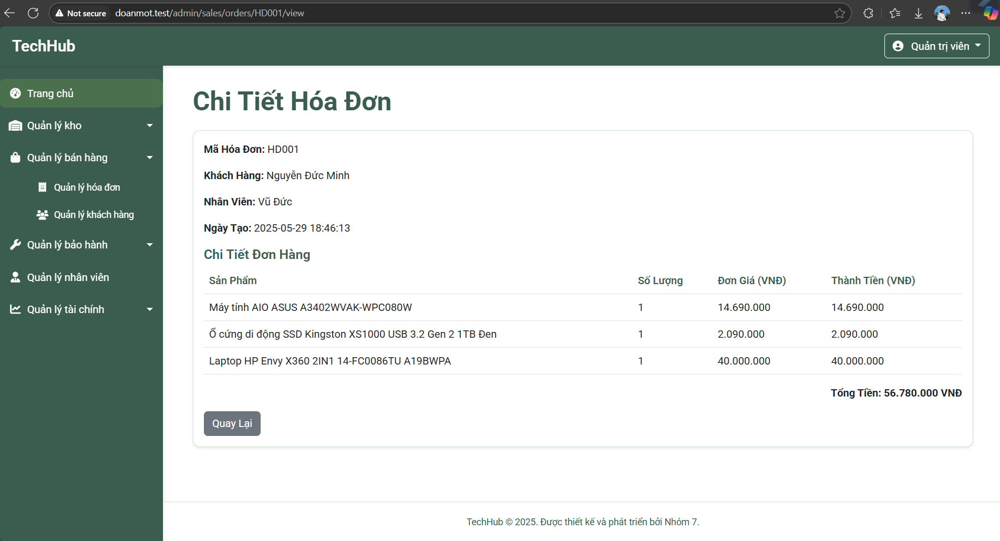 Not secure doanmot.test/admin/sales/orders/HD001/view
TechHub
Quản trị viên
Trang chủ
Quản lý kho
Quản lý bán hàng
Quản lý hóa đơn
Quản lý khách hàng
Quản lý bảo hành
Quản lý nhân viên
Quản lý tài chính
Chi Tiết Hóa Đơn
Mã Hóa Đơn: HD001
Khách Hàng: Nguyễn Đức Minh
Nhân Viên: Vũ Đức
Ngày Tạo: 2025-05-29 18:46:13
Chi Tiết Đơn Hàng
Sản Phẩm Số Lượng Đơn Giá (VNĐ) Thành Tiền (VNĐ)
Máy tính AIO ASUS A3402WVAK-WPC080W 1 14.690.000 14.690.000
Ổ cứng di động SSD Kingston XS1000 USB 3.2 Gen 2 1TB Đen 1 2.090.000 2.090.000
Laptop HP Envy X360 2IN1 14-FC0086TU A19BWPA 1 40.000.000 40.000.000
Tổng Tiền: 56.780.000 VNĐ
Quay Lại
TechHub © 2025. Được thiết kế và phát triển bởi Nhóm 7.